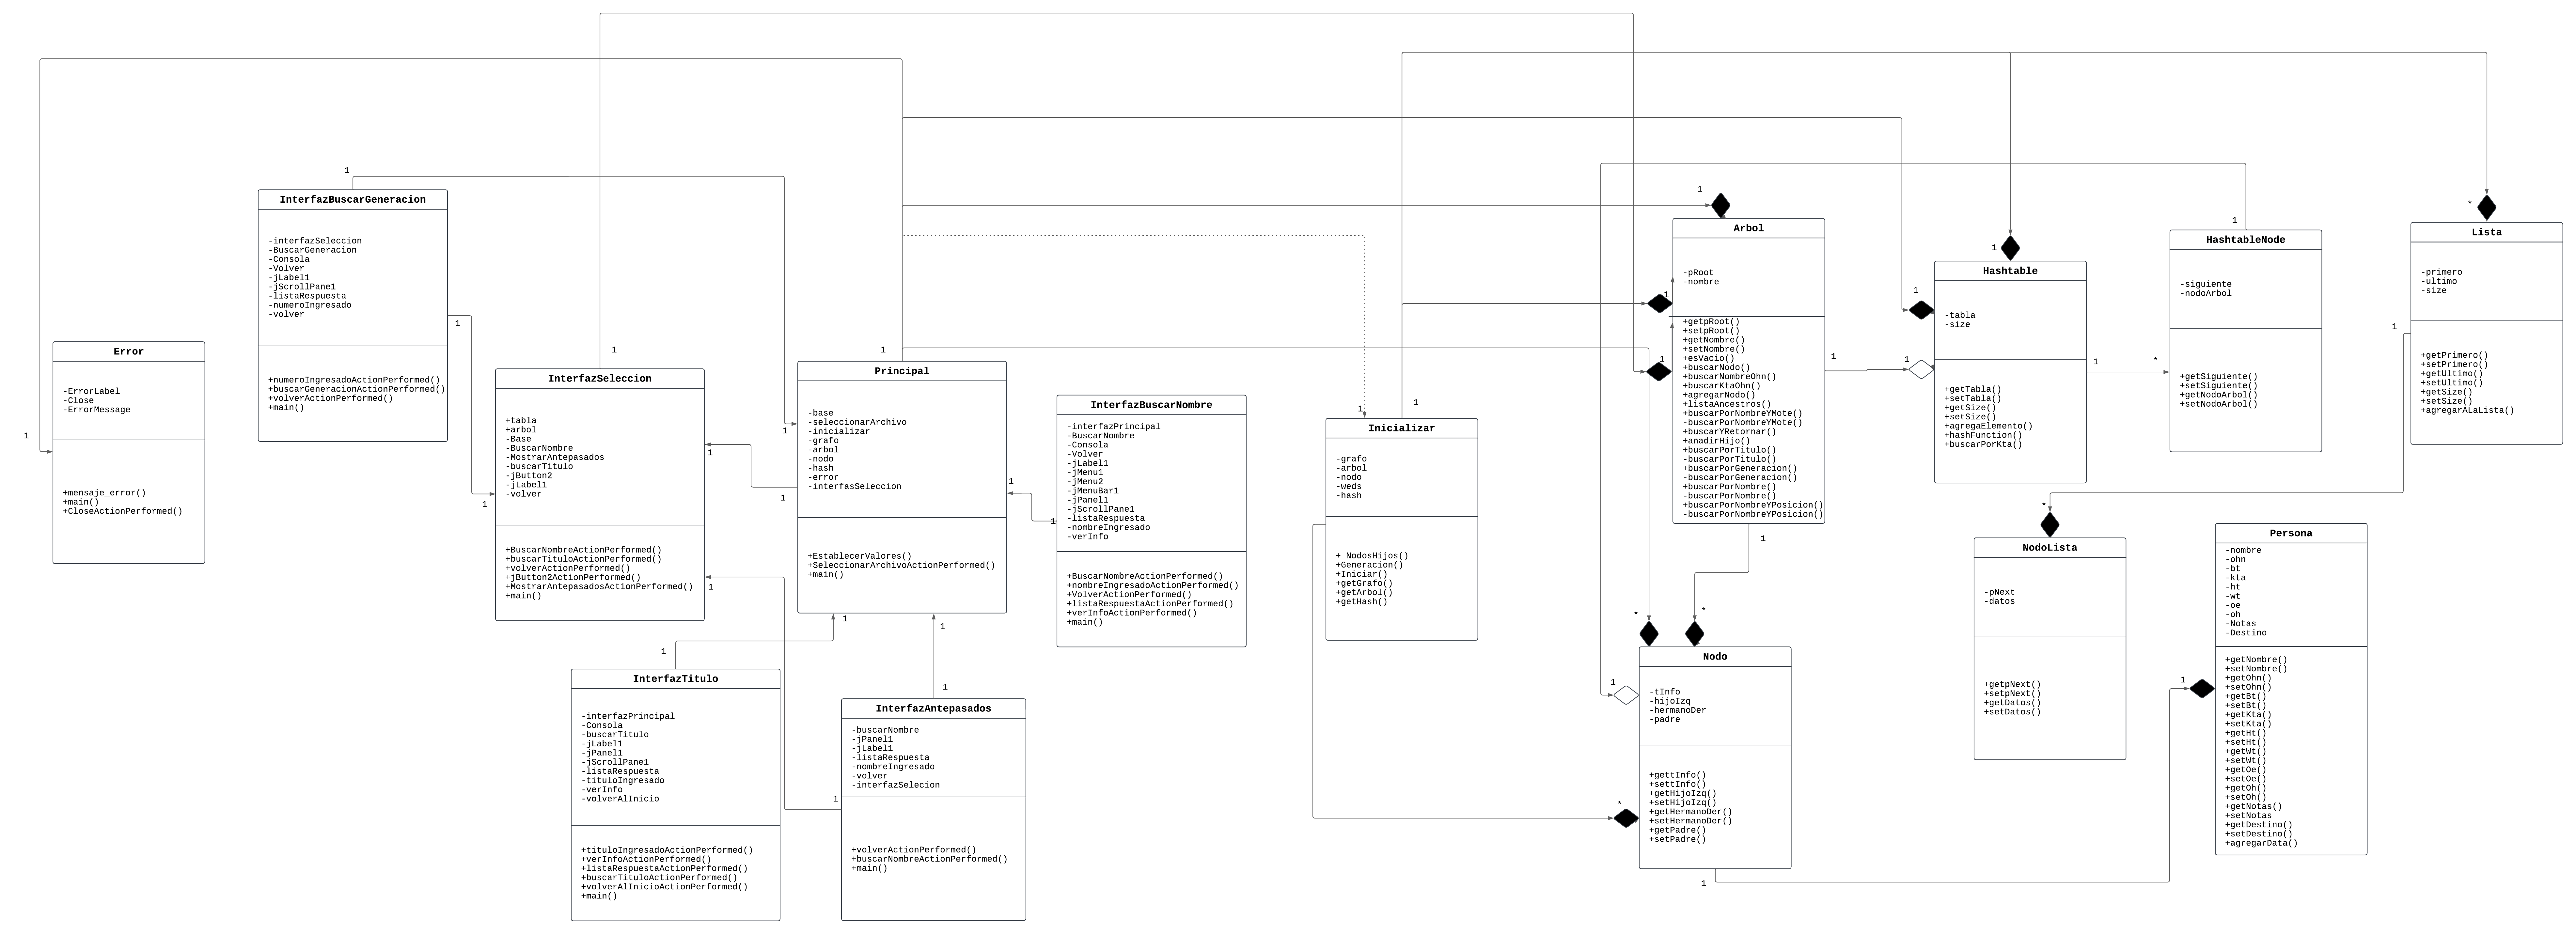 InterfazBuscarGeneracion
-interfazSeleccion
-BuscarGeneracion
-Consola
-Volver
-jLabel1
-jScrollPane1
-listaRespuesta
-numeroIngresado
-volver
+numeroIngresadoActionPerformed()
+buscarGeneracionActionPerformed()
+volverActionPerformed()
+main()
1
1
1
1
Error
-ErrorLabel
-Close
-ErrorMessage
+mensaje_error()
+main()
+CloseActionPerformed()
1
InterfazSeleccion
+tabla
+arbol
-Base
-BuscarNombre
-MostrarAntepasados
-buscarTitulo
-jButton2
-jLabel1
-volver
+BuscarNombreActionPerformed()
+buscarTituloActionPerformed()
+volverActionPerformed()
+jButton2ActionPerformed()
+MostrarAntepasadosActionPerformed()
+main()
1
1
1
Principal
-base
-seleccionarArchivo
-inicializar
-grafo
-arbol
-nodo
-hash
-error
-interfasSeleccion
+EstablecerValores()
+SeleccionarArchivoActionPerformed()
+main()
1
1
1
1
1
InterfazBuscarNombre
-interfazPrincipal
-BuscarNombre
-Consola
-Volver
-jLabel1
-jMenu1
-jMenu2
-jMenuBar1
-jPanel1
-jScrollPane1
-listaRespuesta
-nombreIngresado
-verInfo
+BuscarNombreActionPerformed()
+nombreIngresadoActionPerformed()
+VolverActionPerformed()
+listaRespuestaActionPerformed()
+verInfoActionPerformed()
+main()
1
InterfazTitulo
-interfazPrincipal
-Consola
-buscarTitulo
-jLabel1
-jPanel1
-jScrollPane1
-listaRespuesta
-tituloIngresado
-verInfo
-volverAlInicio
+tituloIngresadoActionPerformed()
+verInfoActionPerformed()
+listaRespuestaActionPerformed()
+buscarTituloActionPerformed()
+volverAlInicioActionPerformed()
+main()
1
InterfazAntepasados
-buscarNombre
-jPanel1
-jLabel1
-listaRespuesta
-nombreIngresado
-volver
-interfazSelecion
+volverActionPerformed()
+buscarNombreActionPerformed()
+main()
1
1
Inicializar
-grafo
-arbol
-nodo
-weds
-hash
+ NodosHijos()
+Generacion()
+Iniciar()
+getGrafo()
+getArbol()
+getHash()
1
1
Arbol
-pRoot
-nombre
+getpRoot()
+setpRoot()
+getNombre()
+setNombre()
+esVacio()
+buscarNodo()
+buscarNombreOhn()
+buscarKtaOhn()
+agregarNodo()
+listaAncestros()
+buscarPorNombreYMote()
-buscarPorNombreYMote()
+buscarYRetornar()
+anadirHijo()
+buscarPorTitulo()
-buscarPorTitulo()
+buscarPorGeneracion()
-buscarPorGeneracion()
+buscarPorNombre()
-buscarPorNombre()
+buscarPorNombreYPosicion()
-buscarPorNombreYPosicion()
1
1
1
1
1
Nodo
-tInfo
-hijoIzq
-hermanoDer
-padre
+gettInfo()
+settInfo()
+getHijoIzq()
+setHijoIzq()
+getHermanoDer()
+setHermanoDer()
+getPadre()
+setPadre()
*
*
1
*
1
Hashtable
-tabla
-size
+getTabla()
+setTabla()
+getSize()
+setSize()
+agregaElemento()
+hashFunction()
+buscarPorKta()
1
1
1
1
HashtableNode
-siguiente
-nodoArbol
+getSiguiente()
+setSiguiente()
+getNodoArbol()
+setNodoArbol()
1
*
Lista
-primero
-ultimo
-size
+getPrimero()
+setPrimero()
+getUltimo()
+setUltimo()
+getSize()
+setSize()
+agregarALaLista()
*
1
NodoLista
-pNext
-datos
+getpNext()
+setpNext()
+getDatos()
+setDatos()
*
Persona
-nombre
-ohn
-bt
-kta
-ht
-wt
-oe
-oh
-Notas
-Destino
+getNombre()
+setNombre()
+getOhn()
+setOhn()
+getBt()
+setBt()
+getKta()
+setKta()
+getHt()
+setHt()
+getWt()
+setWt()
+getOe()
+setOe()
+getOh()
+setOh()
+getNotas()
+setNotas
+getDestino()
+setDestino()
+agregarData()
1